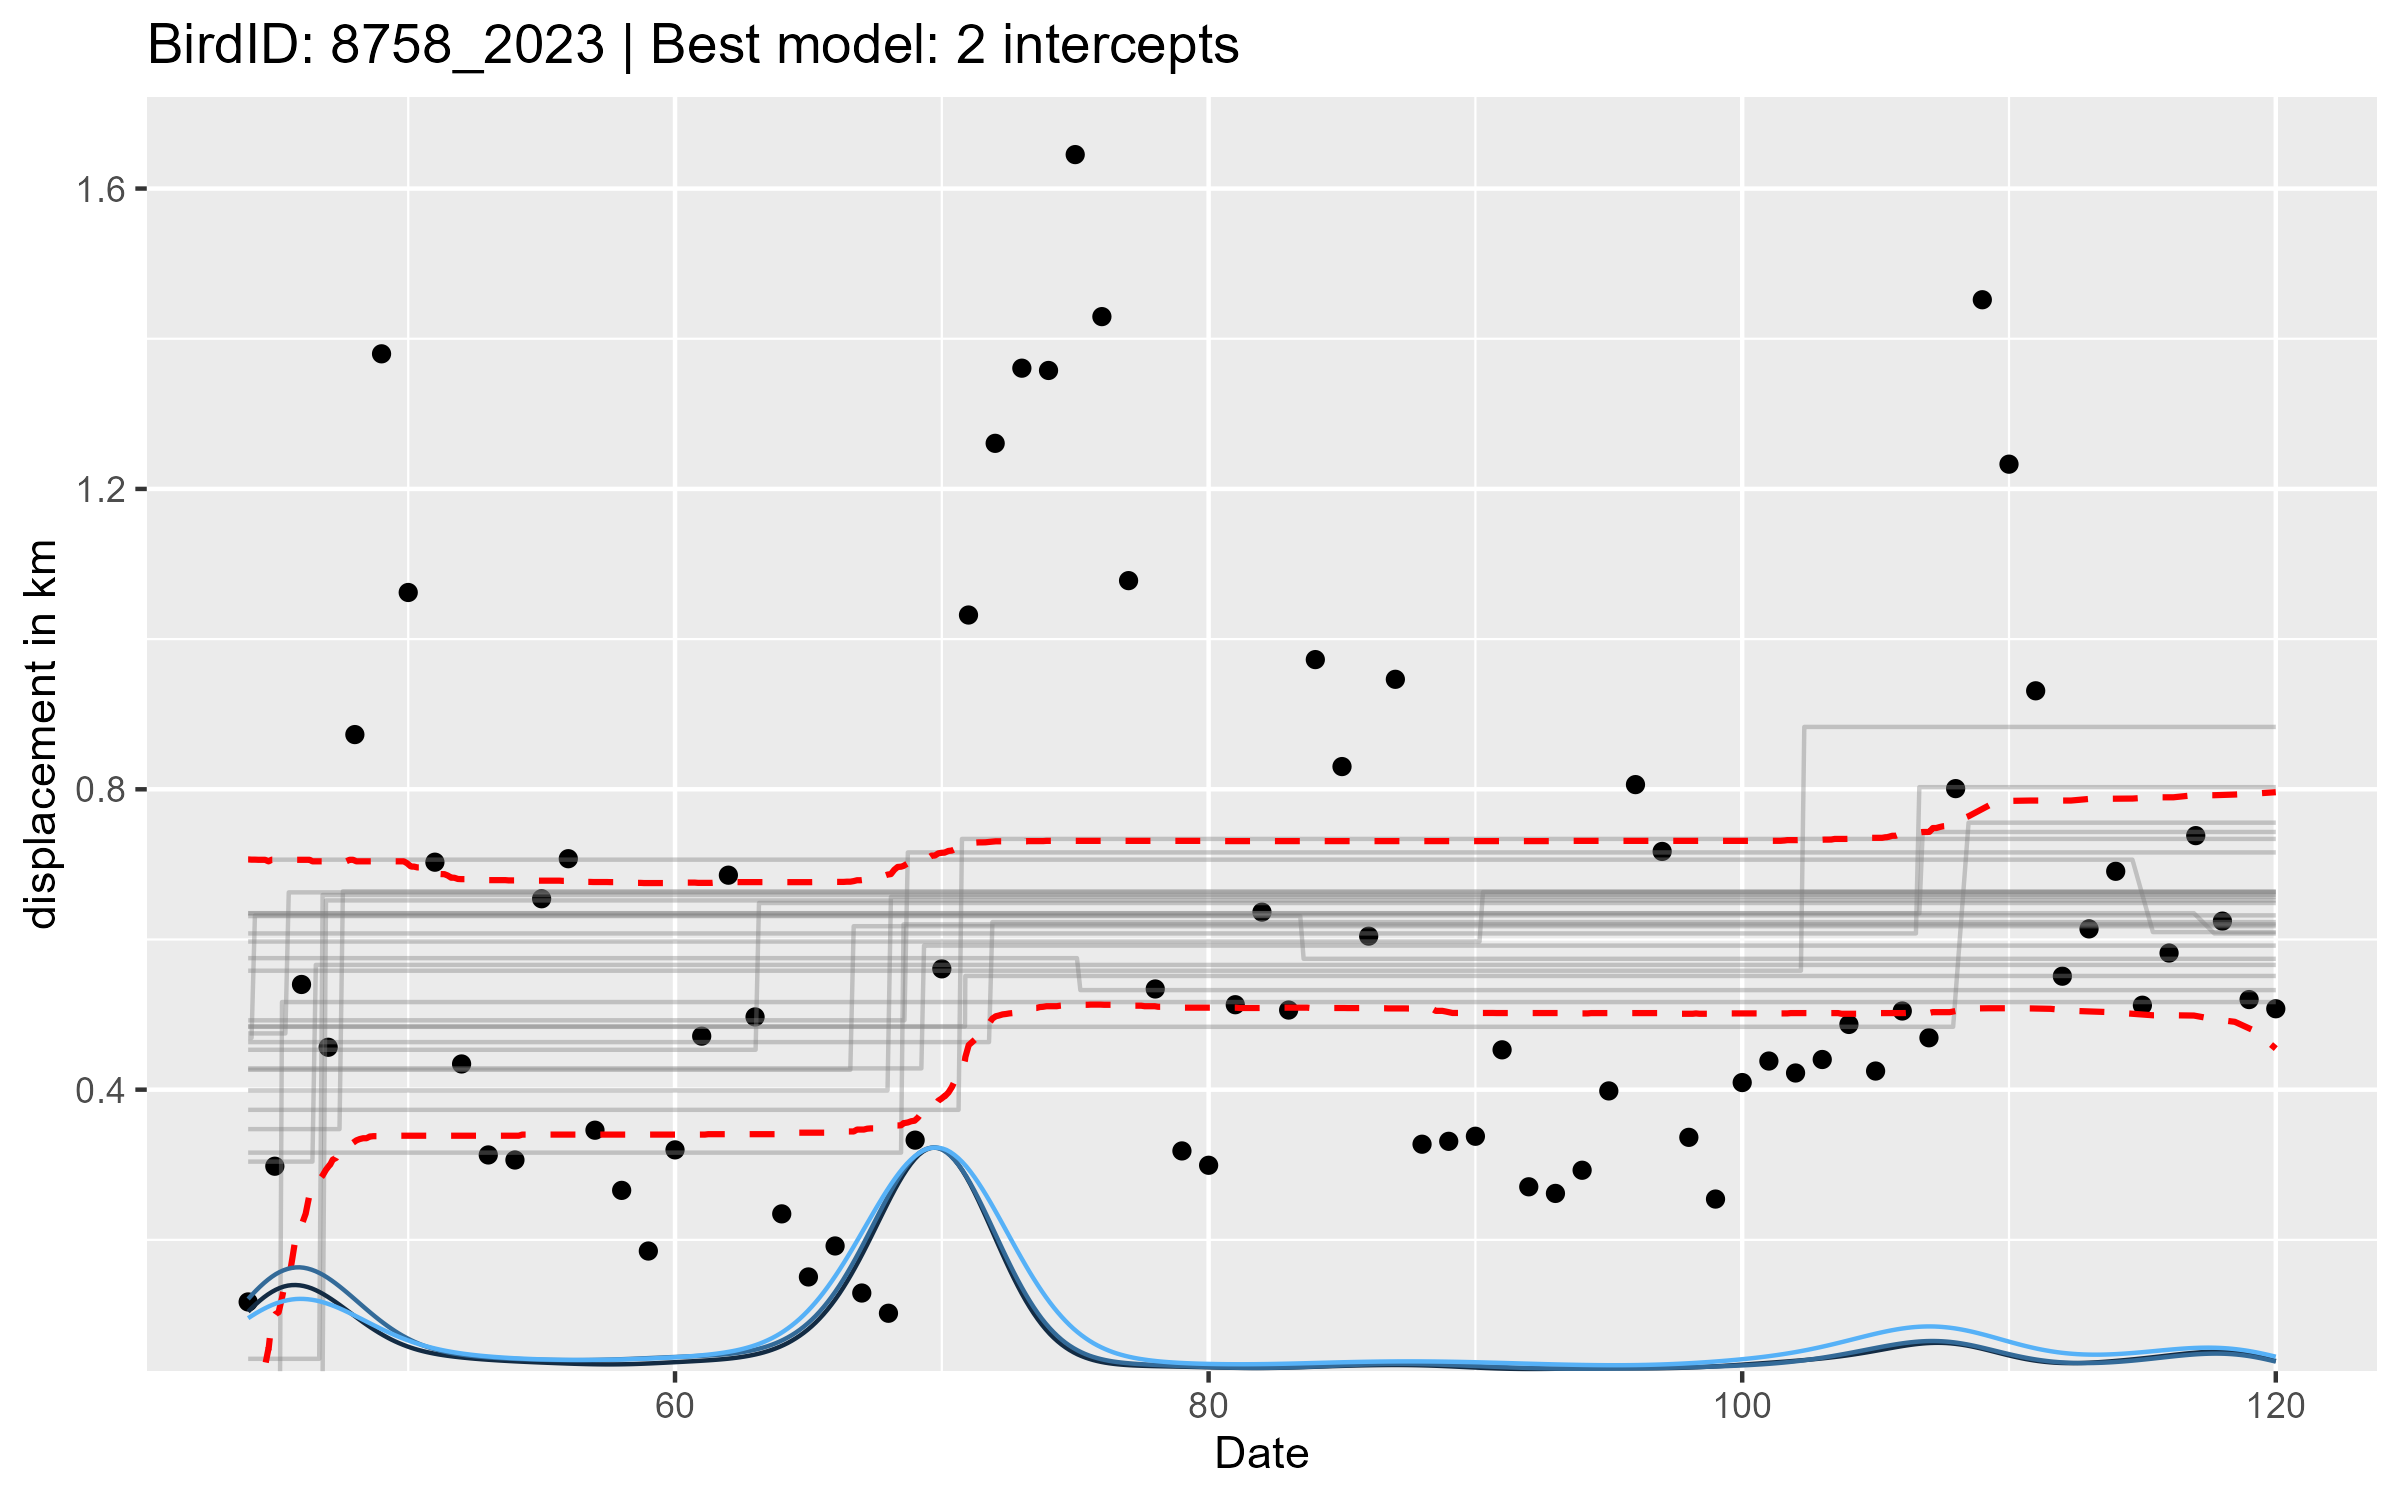 BirdID: 8758_2023 | Best model: 2 intercepts
displacement in km
1.6
1.2
0.8
0.4
60 80 100 120
Date